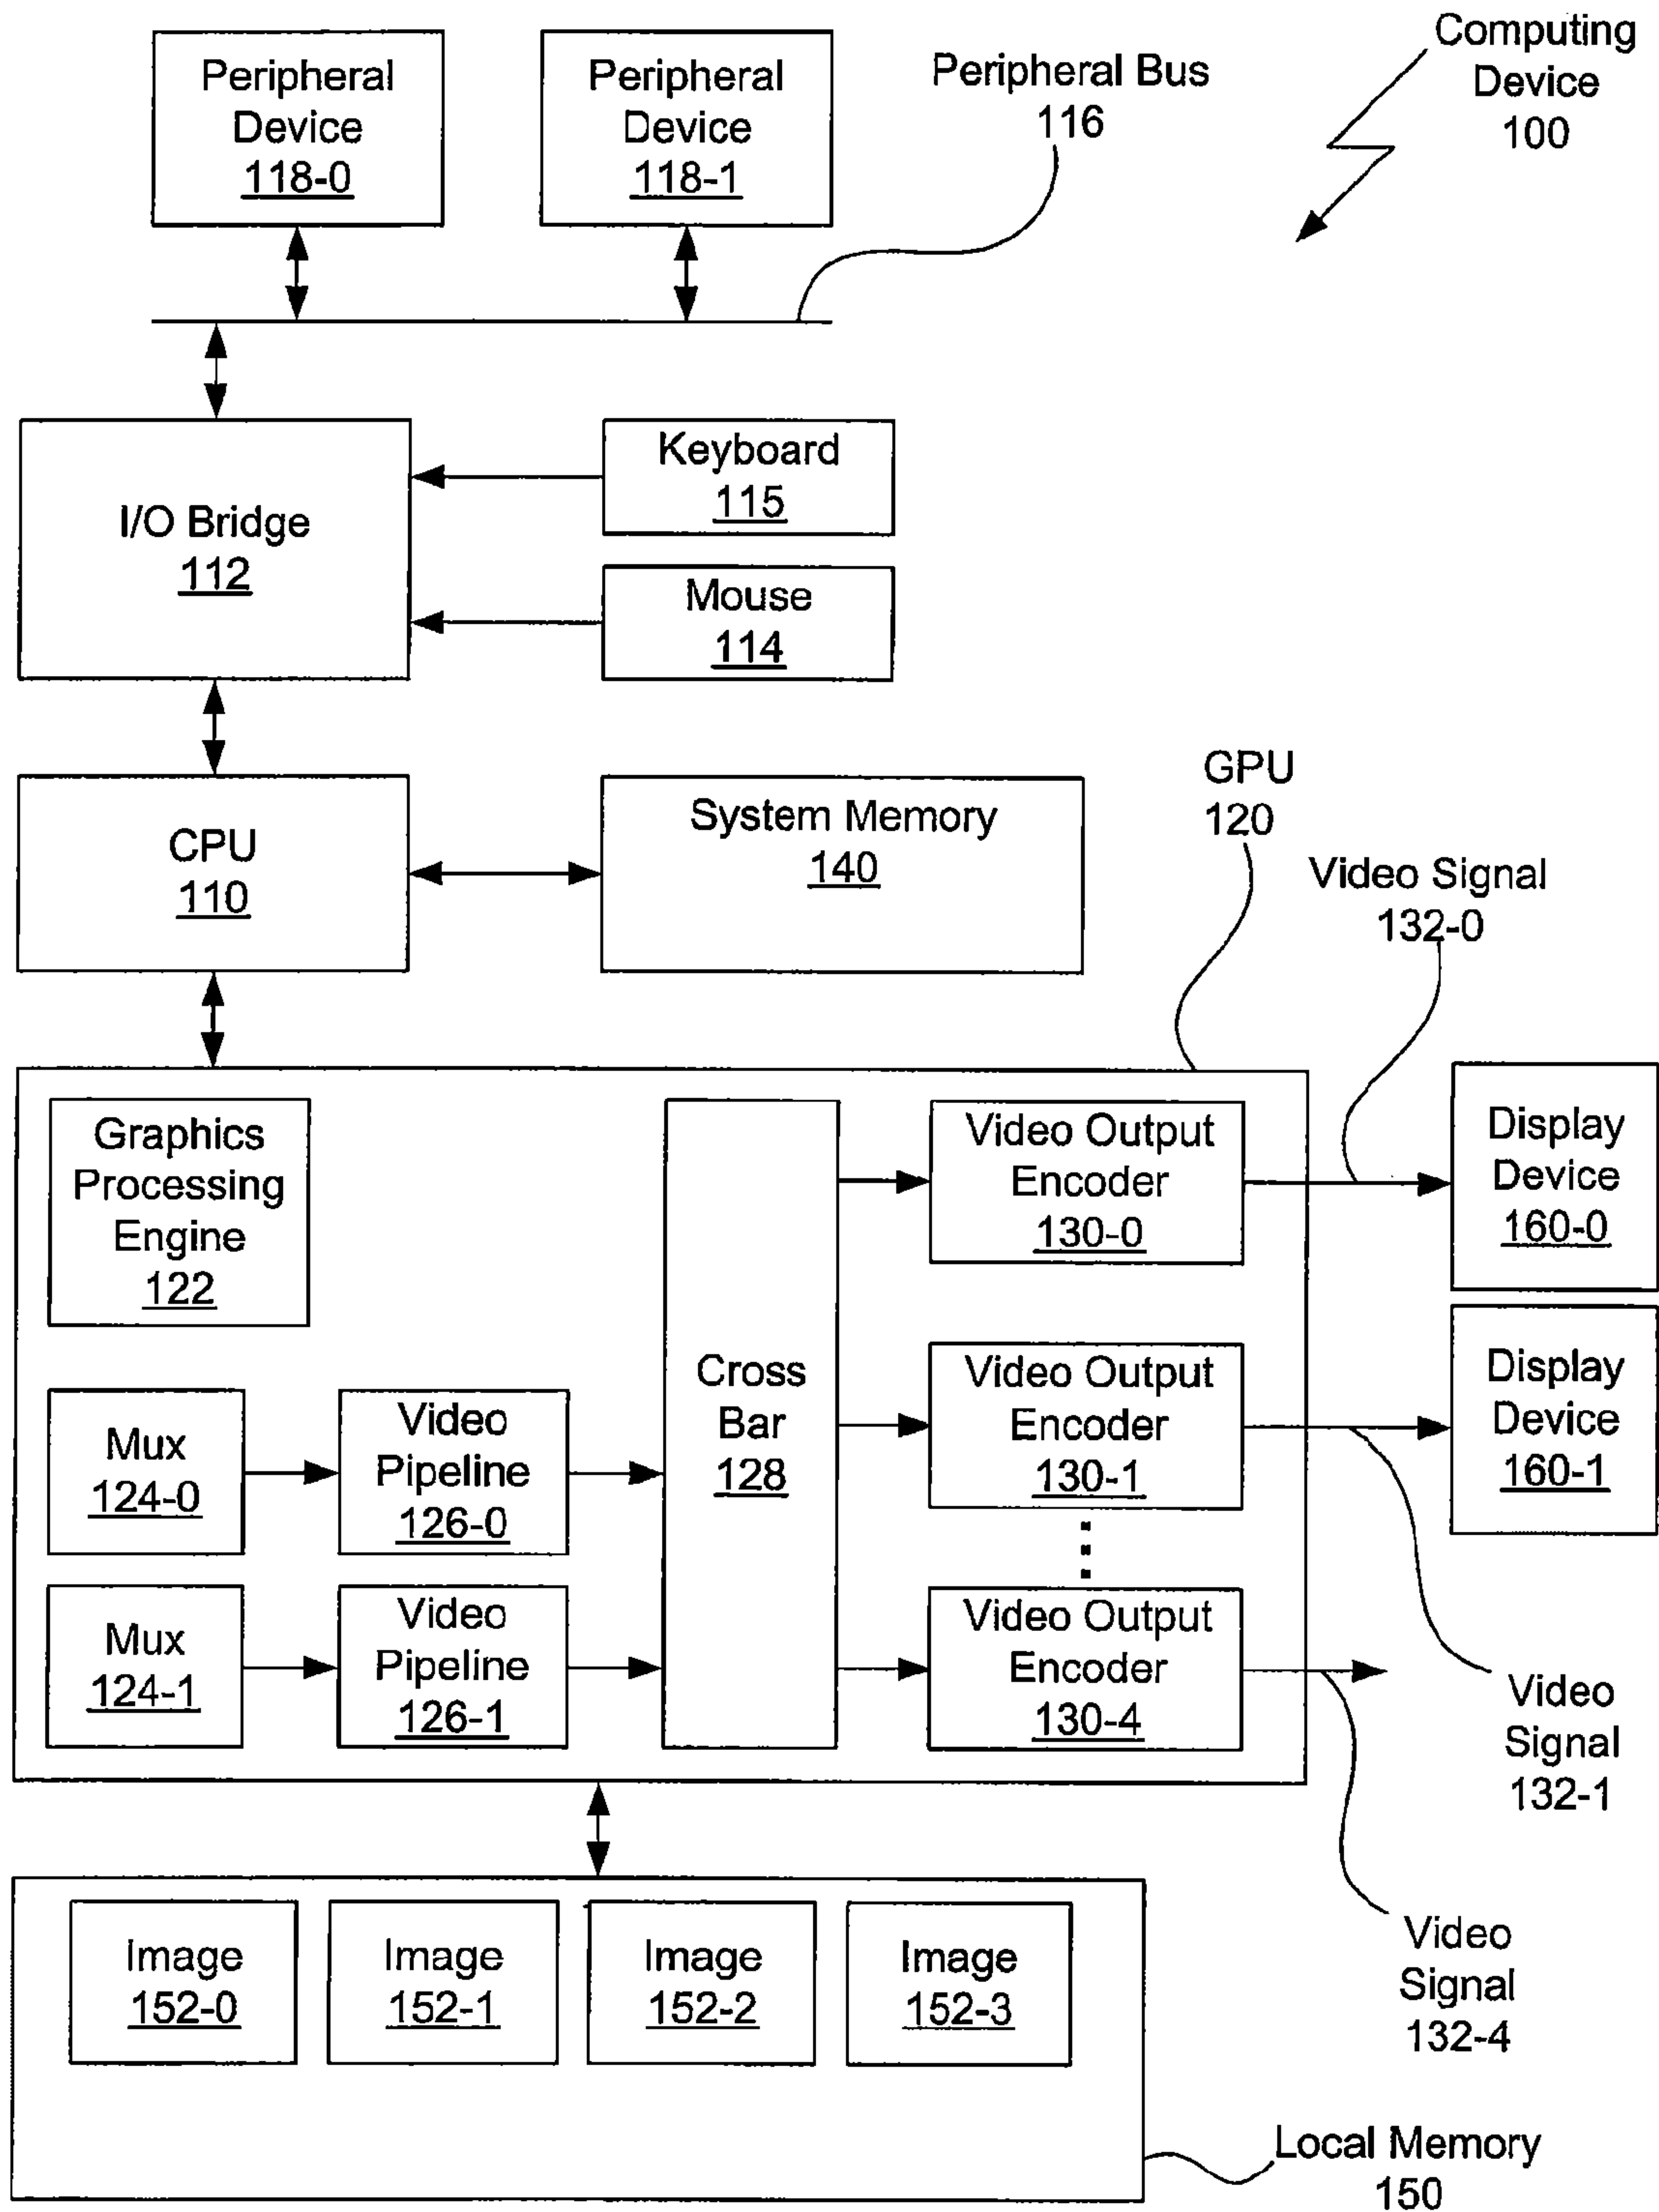 Peripheral
Device
118-0
Peripheral
Device
118-1
Peripheral Bus
116
Computing
Device
100
I/O Bridge
112
Keyboard
115
Mouse
114
CPU
110
System Memory
140
GPU
120
Video Signal
132-0
Graphics
Processing
Engine
122
Mux
124-0
Video
Pipeline
126-0
Mux
124-1
Video
Pipeline
126-1
Cross
Bar
128
Video Output
Encoder
130-0
Video Output
Encoder
130-1
Video Output
Encoder
130-4
Display
Device
160-0
Display
Device
160-1
Video
Signal
132-1
Video
Signal
132-4
Image
152-0
Image
152-1
Image
152-2
Image
152-3
Local Memory
150